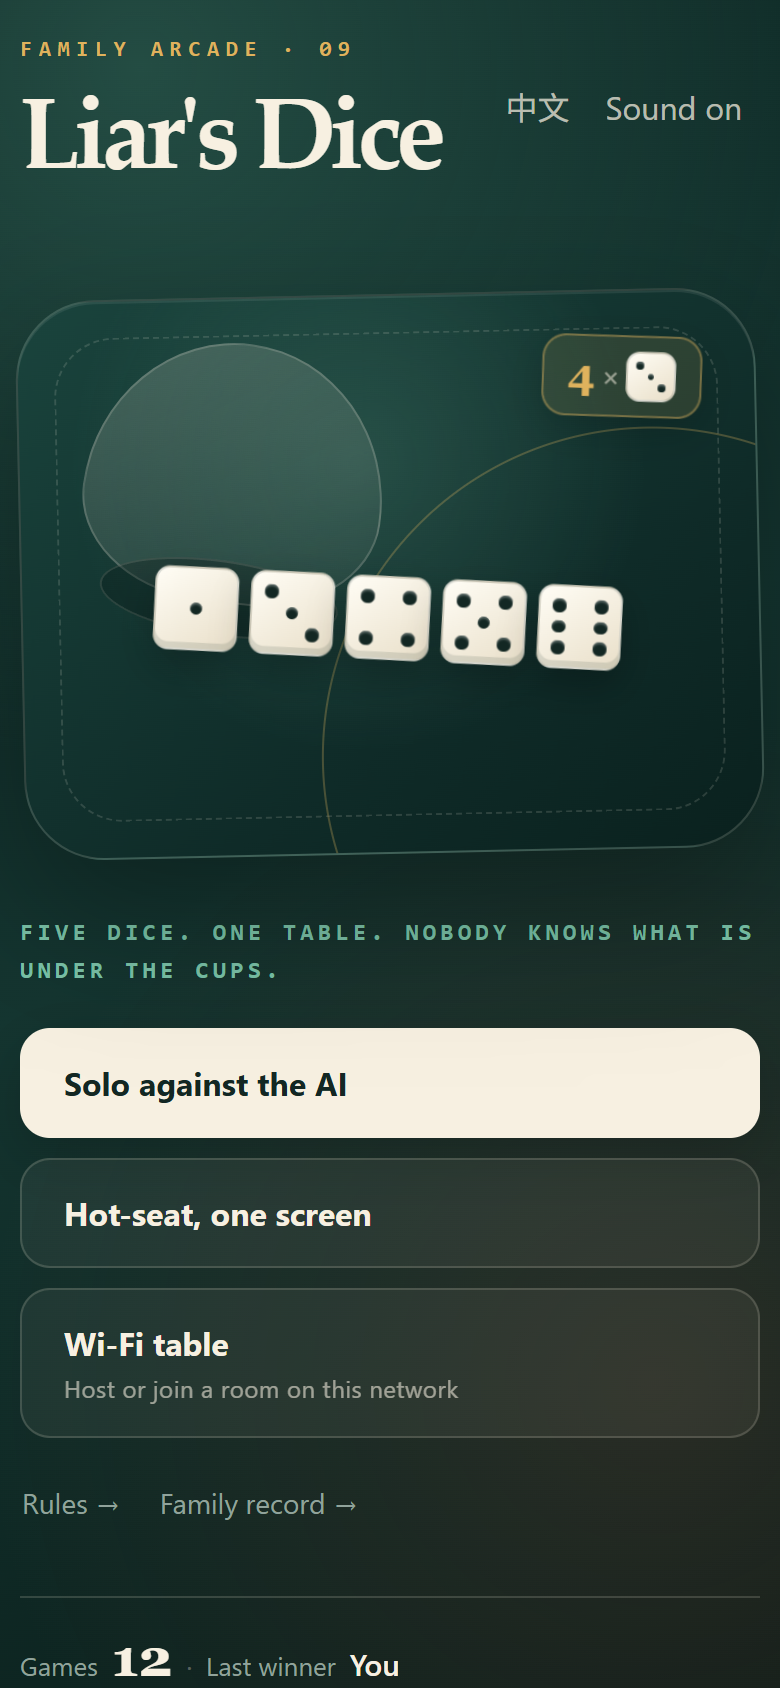 FAMILY ARCADE · 09
Liar's Dice
中文 Sound on
4 ×
FIVE DICE. ONE TABLE. NOBODY KNOWS WHAT IS
UNDER THE CUPS.
Solo against the AI
Hot-seat, one screen
Wi-Fi table
Host or join a room on this network
Rules → Family record →
Games 12 · Last winner You